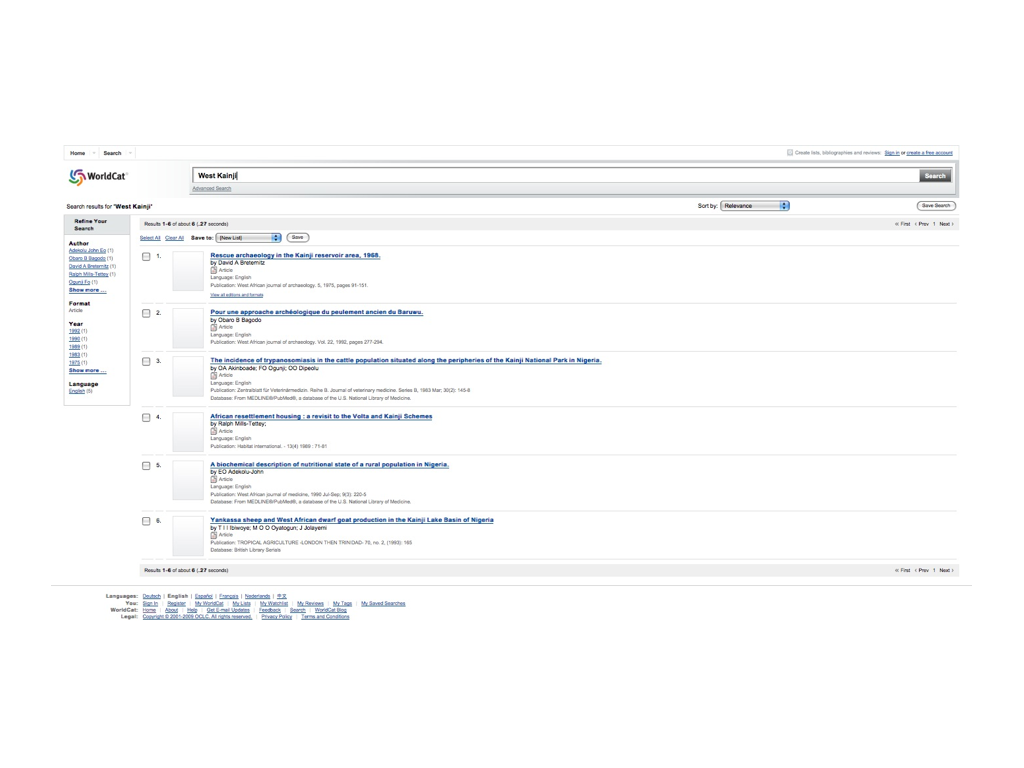 Home Search Create lists, bibliographies and reviews: Sign in or create a free account
WorldCat West Kainji Search
Advanced Search
Search results for "West Kainji" Sort by: Relevance Save Search
Refine Your Search
Results 1-6 of about 6 (.27 seconds) « First ‹ Prev 1 Next ›
Select All Clear All Save to: [New List] Save
Author
Adekolu John Eo (1)
Obaro B Bagodo (1)
David A Breternitz (1)
Ralph Mills-Tettey (1)
Ogunji Fo (1)
Show more ...
Format
Article
Year
1992 (1)
1990 (1)
1989 (1)
1983 (1)
1975 (1)
Show more ...
Language
English (5)
1. Rescue archaeology in the Kainji reservoir area, 1968.
by David A Breternitz
Article
Language: English
Publication: West African journal of archaeology. 5, 1975, pages 91-151.
View all editions and formats
2. Pour une approche archéologique du peulement ancien du Baruwu.
by Obaro B Bagodo
Article
Language: English
Publication: West African journal of archaeology. Vol. 22, 1992, pages 277-294.
3. The incidence of trypanosomiasis in the cattle population situated along the peripheries of the Kainji National Park in Nigeria.
by OA Akinboade; FO Ogunji; OO Dipeolu
Article
Language: English
Publication: Zentralblatt für Veterinärmedizin. Reihe B. Journal of veterinary medicine. Series B, 1983 Mar; 30(2): 145-8
Database: From MEDLINE®/PubMed®, a database of the U.S. National Library of Medicine.
4. African resettlement housing : a revisit to the Volta and Kainji Schemes
by Ralph Mills-Tettey;
Article
Language: English
Publication: Habitat international. - 13(4) 1989 : 71-81
5. A biochemical description of nutritional state of a rural population in Nigeria.
by EO Adekolu-John
Article
Language: English
Publication: West African journal of medicine, 1990 Jul-Sep; 9(3): 220-5
Database: From MEDLINE®/PubMed®, a database of the U.S. National Library of Medicine.
6. Yankassa sheep and West African dwarf goat production in the Kainji Lake Basin of Nigeria
by T I I Ibiwoye; M O O Oyatogun; J Jolayemi
Article
Publication: TROPICAL AGRICULTURE -LONDON THEN TRINIDAD- 70, no. 2, (1993): 165
Database: British Library Serials
Results 1-6 of about 6 (.27 seconds) « First ‹ Prev 1 Next ›
Languages: Deutsch | English | Español | Français | Nederlands | 中文
You: Sign In | Register | My WorldCat | My Lists | My Watchlist | My Reviews | My Tags | My Saved Searches
WorldCat: Home | About | Help | Get E-mail Updates | Feedback | Search | WorldCat Blog
Legal: Copyright © 2001-2009 OCLC. All rights reserved. | Privacy Policy | Terms and Conditions